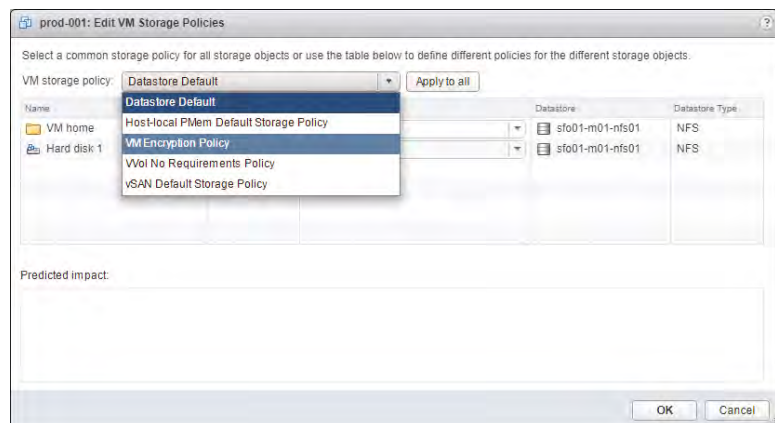 prod-001: Edit VM Storage Policies
?
Select a common storage policy for all storage objects or use the table below to define different policies for the different storage objects.
VM storage policy: Datastore Default Apply to all
Name Datastore Datastore Type
Datastore Default
Host-local PMem Default Storage Policy
VM Encryption Policy
VVol No Requirements Policy
vSAN Default Storage Policy
VM home sfo01-m01-nfs01 NFS
Hard disk 1 sfo01-m01-nfs01 NFS
Predicted impact:
OK Cancel